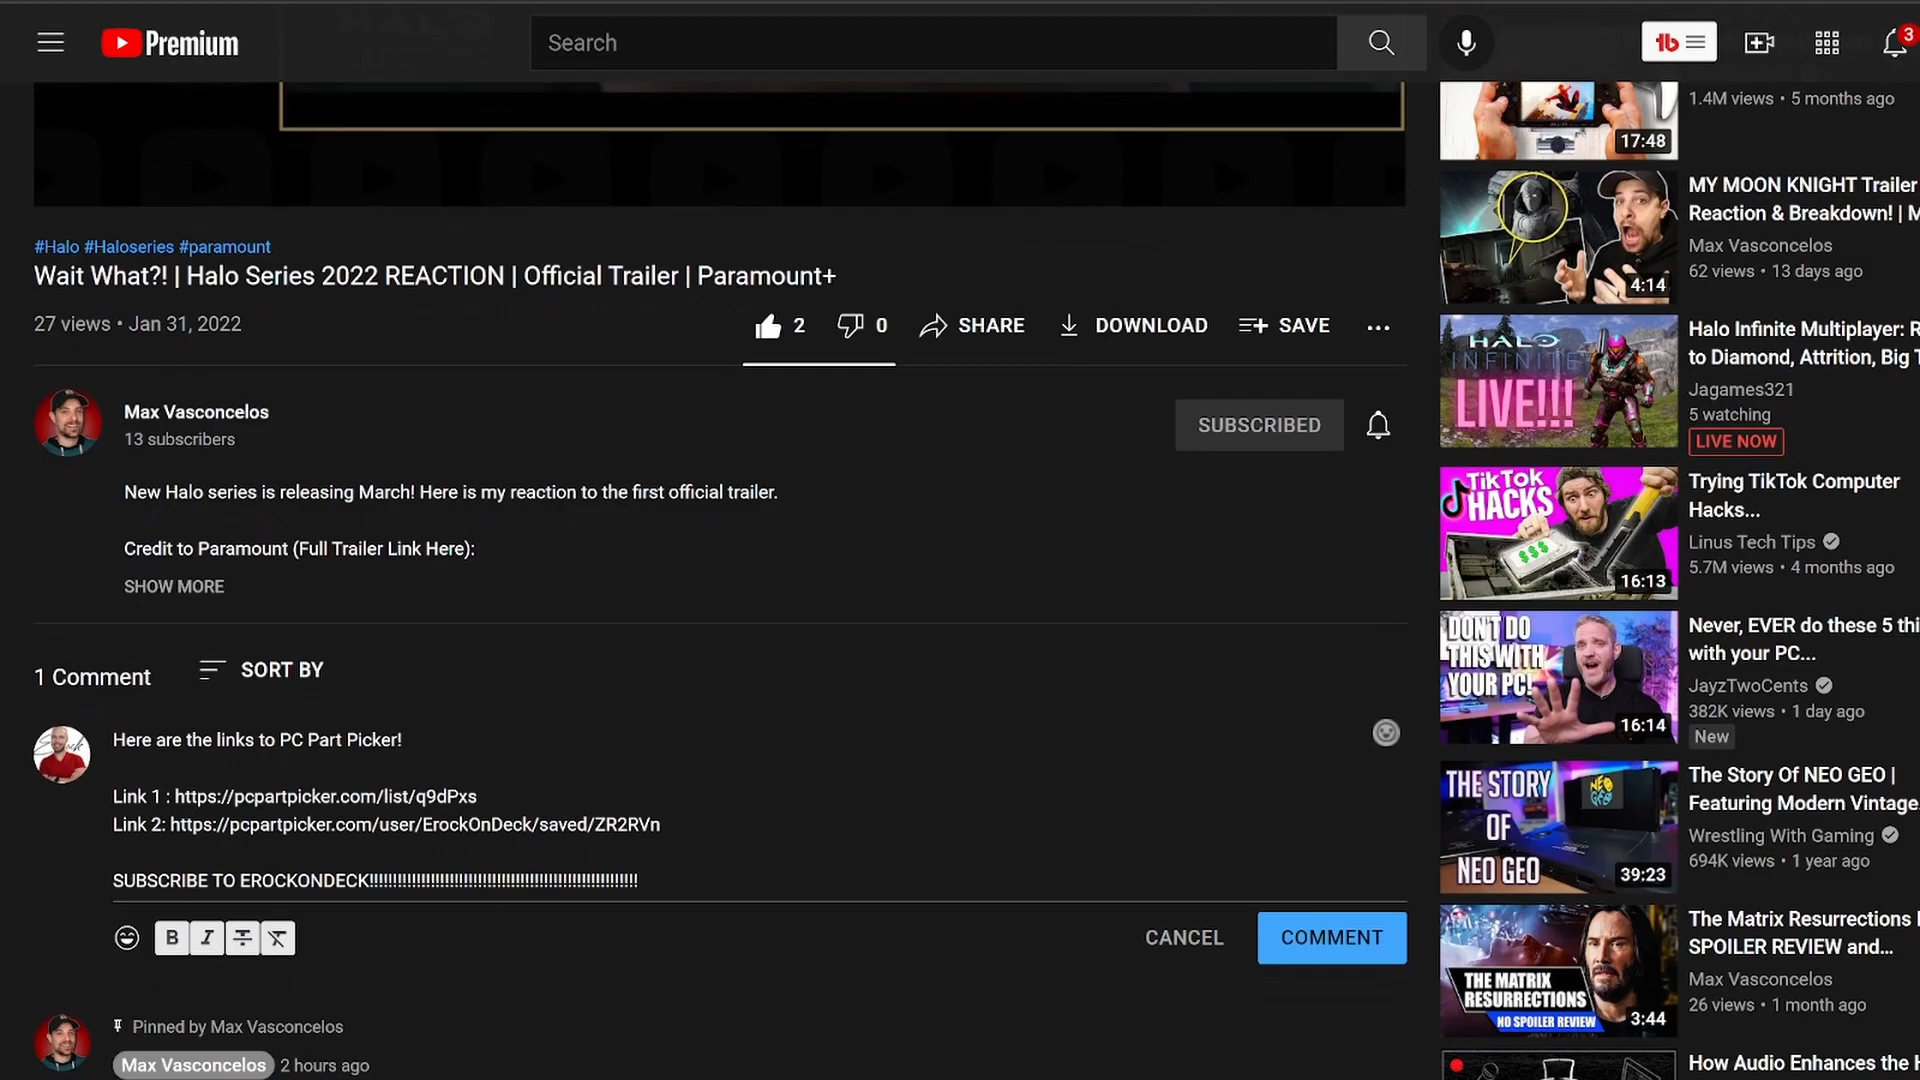 Premium
Search
3
#Halo #Haloseries #paramount
Wait What?! | Halo Series 2022 REACTION | Official Trailer | Paramount+
27 views • Jan 31, 2022
2
0
SHARE
DOWNLOAD
SAVE
Max Vasconcelos
13 subscribers
SUBSCRIBED
New Halo series is releasing March! Here is my reaction to the first official trailer.
Credit to Paramount (Full Trailer Link Here):
SHOW MORE
1 Comment
SORT BY
Here are the links to PC Part Picker!
Link 1 : https://pcpartpicker.com/list/q9dPxs
Link 2: https://pcpartpicker.com/user/ErockOnDeck/saved/ZR2RVn
SUBSCRIBE TO EROCKONDECK!!!!!!!!!!!!!!!!!!!!!!!!!!!!!!!!!!!!!!!!!!!!!!!!!!!!!!!!!
B I
CANCEL
COMMENT
Pinned by Max Vasconcelos
Max Vasconcelos 2 hours ago
17:48
1.4M views • 5 months ago
4:14
MY MOON KNIGHT Trailer
Reaction & Breakdown! | M
Max Vasconcelos
62 views • 13 days ago
HALO
INFINITE
LIVE!!!
Halo Infinite Multiplayer: R
to Diamond, Attrition, Big T
Jagames321
5 watching
LIVE NOW
TikTok
HACKS
$$$
16:13
Trying TikTok Computer
Hacks...
Linus Tech Tips
5.7M views • 4 months ago
DON'T DO
THIS WITH
YOUR PC!
16:14
Never, EVER do these 5 thi
with your PC...
JayzTwoCents
382K views • 1 day ago
New
THE STORY
OF
NEO GEO
NEO
GEO
39:23
The Story Of NEO GEO |
Featuring Modern Vintage
Wrestling With Gaming
694K views • 1 year ago
THE MATRIX
RESURRECTIONS
NO SPOILER REVIEW
3:44
The Matrix Resurrections
SPOILER REVIEW and...
Max Vasconcelos
26 views • 1 month ago
How Audio Enhances the H